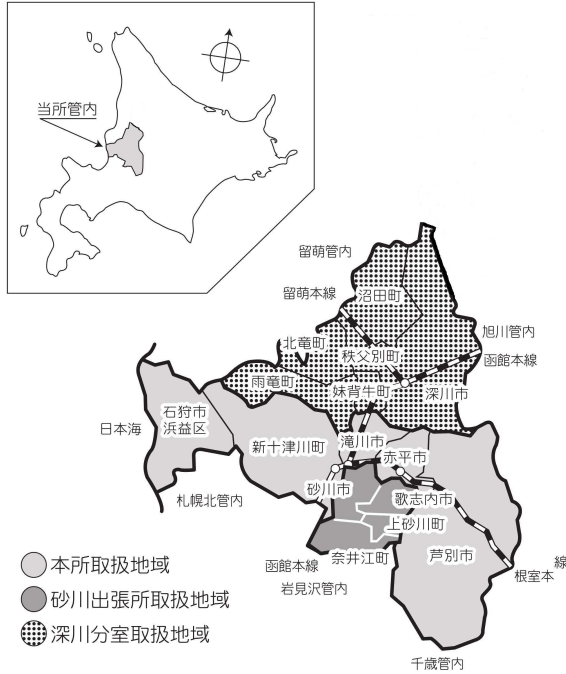 当所管内
留萌管内
留萌本線
沼田町
旭川管内
函館本線
北竜町
秩父別町
雨竜町
妹背牛町
深川市
石狩市
浜益区
日本海
新十津川町
滝川市
赤平市
札幌北管内
砂川市
歌志内市
上砂川町
奈井江町
芦別市
函館本線
岩見沢管内
線
根室本
千歳管内
本所取扱地域
砂川出張所取扱地域
深川分室取扱地域